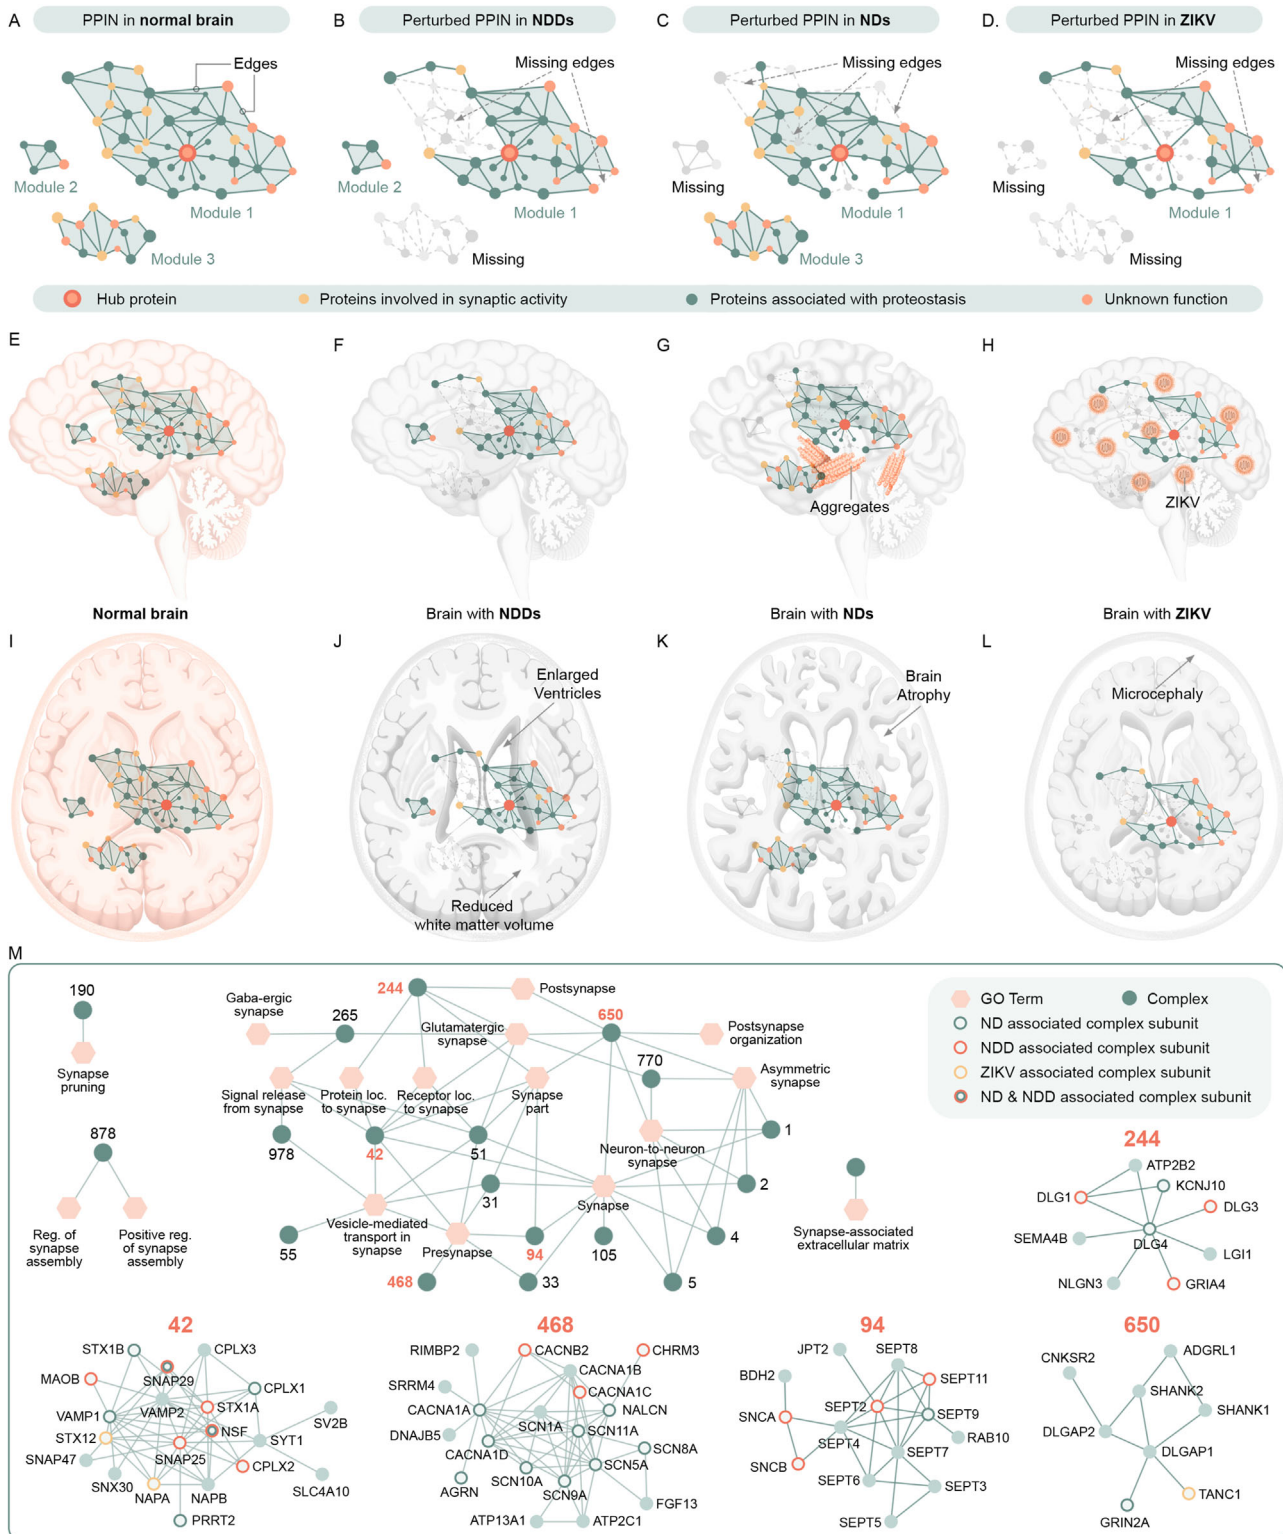 A
PPIN in normal brain
B
Perturbed PPIN in NDDs
C
Perturbed PPIN in NDs
D.
Perturbed PPIN in ZIKV
Edges
Module 2
Module 1
Module 3
Missing edges
Module 2
Module 1
Missing
Missing edges
Missing
Module 1
Module 3
Missing edges
Missing
Module 1
Missing
Hub protein
Proteins involved in synaptic activity
Proteins associated with proteostasis
Unknown function
E
F
G
H
Aggregates
ZIKV
Normal brain
Brain with NDDs
Brain with NDs
Brain with ZIKV
I
J
K
L
Enlarged
Ventricles
Reduced
white matter volume
Brain
Atrophy
Microcephaly
M
190
Synapse
pruning
878
Reg. of
synapse
assembly
Positive reg.
of synapse
assembly
Gaba-ergic
synapse
265
244
Glutamatergic
synapse
Postsynapse
650
Postsynapse
organization
770
Asymmetric
synapse
Signal release
from synapse
Protein loc.
to synapse
Receptor loc.
to synapse
Synapse
part
Neuron-to-neuron
synapse
978
42
51
1
31
2
Synapse
Vesicle-mediated
transport in
synapse
Presynapse
55
94
105
4
468
33
5
Synapse-associated
extracellular matrix
GO Term
Complex
ND associated complex subunit
NDD associated complex subunit
ZIKV associated complex subunit
ND & NDD associated complex subunit
244
ATP2B2
KCNJ10
DLG1
DLG3
SEMA4B
DLG4
LGI1
NLGN3
GRIA4
42
STX1B
CPLX3
SNAP29
MAOB
CPLX1
VAMP2
STX1A
VAMP1
SV2B
NSF
STX12
SYT1
SNAP47
SNAP25
CPLX2
SNX30
SLC4A10
NAPA
NAPB
PRRT2
468
RIMBP2
CACNB2
CHRM3
CACNA1B
SRRM4
CACNA1C
CACNA1A
NALCN
SCN1A
DNAJB5
SCN11A
CACNA1D
SCN8A
SCN5A
SCN10A
AGRN
SCN9A
FGF13
ATP13A1
ATP2C1
94
JPT2
SEPT8
BDH2
SEPT11
SEPT2
SNCA
SEPT9
SEPT4
RAB10
SEPT7
SNCB
SEPT6
SEPT3
SEPT5
650
CNKSR2
ADGRL1
SHANK2
SHANK1
DLGAP2
DLGAP1
TANC1
GRIN2A